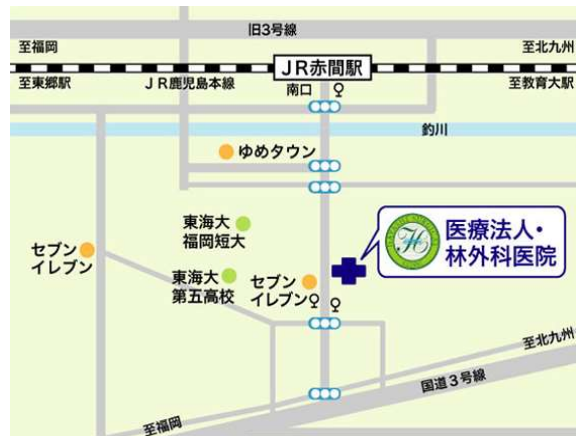 旧3号線
至福岡
至北九州
JR赤間駅
至東郷駅
JR鹿児島本線
南口
至教育大駅
釣川
ゆめタウン
東海大
福岡短大
医療法人・
林外科医院
セブン
イレブン
東海大
第五高校
セブン
イレブン
至北九州
国道3号線
至福岡